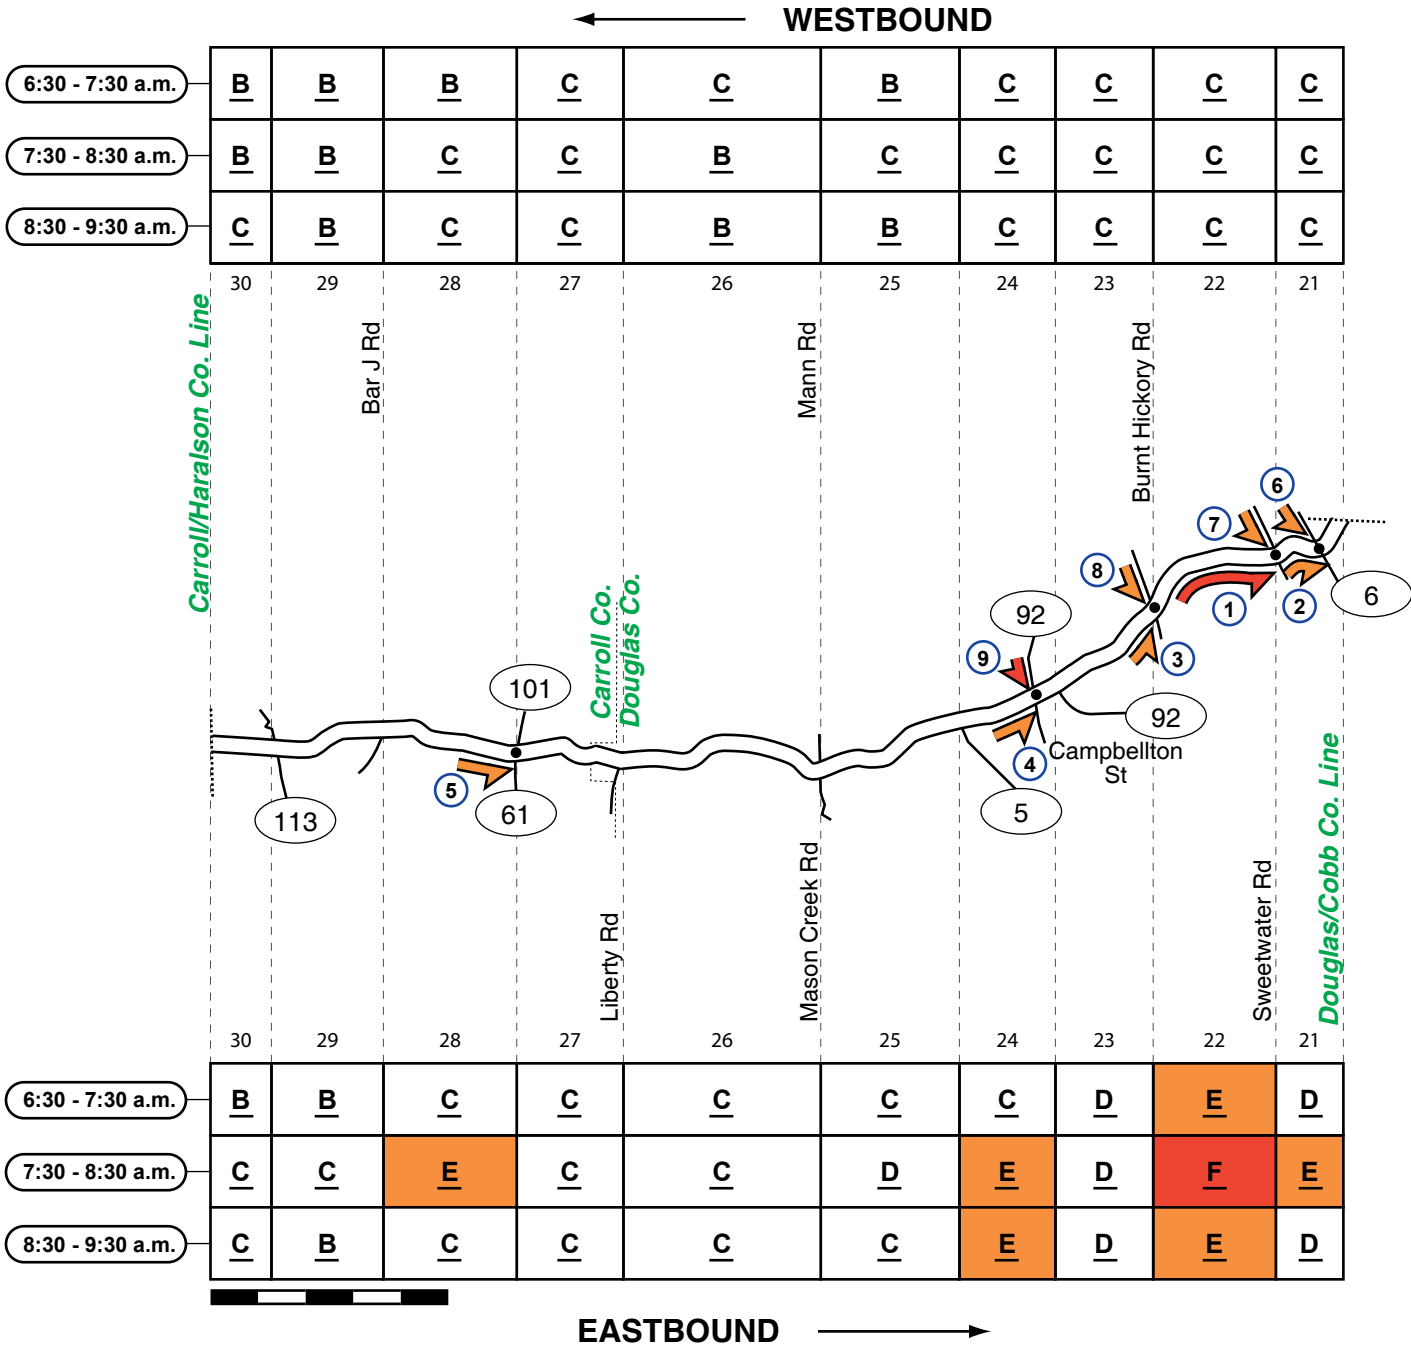 WESTBOUND
6:30 - 7:30 a.m. B B B C C B C C C C
7:30 - 8:30 a.m. B B C C B C C C C C
8:30 - 9:30 a.m. C B C C B B C C C C
30 29 28 27 26 25 24 23 22 21
Carroll/Haralson Co. Line
Bar J Rd
Mann Rd
Burnt Hickory Rd
6
7
8
1
2
6
3
92
9
92
Carroll Co.
Douglas Co.
101
4
Campbellton
St
5
61
113
5
Liberty Rd
Mason Creek Rd
Sweetwater Rd
Douglas/Cobb Co. Line
30 29 28 27 26 25 24 23 22 21
6:30 - 7:30 a.m. B B C C C C C D E D
7:30 - 8:30 a.m. C C E C C D E D F E
8:30 - 9:30 a.m. C B C C C C E D E D
EASTBOUND